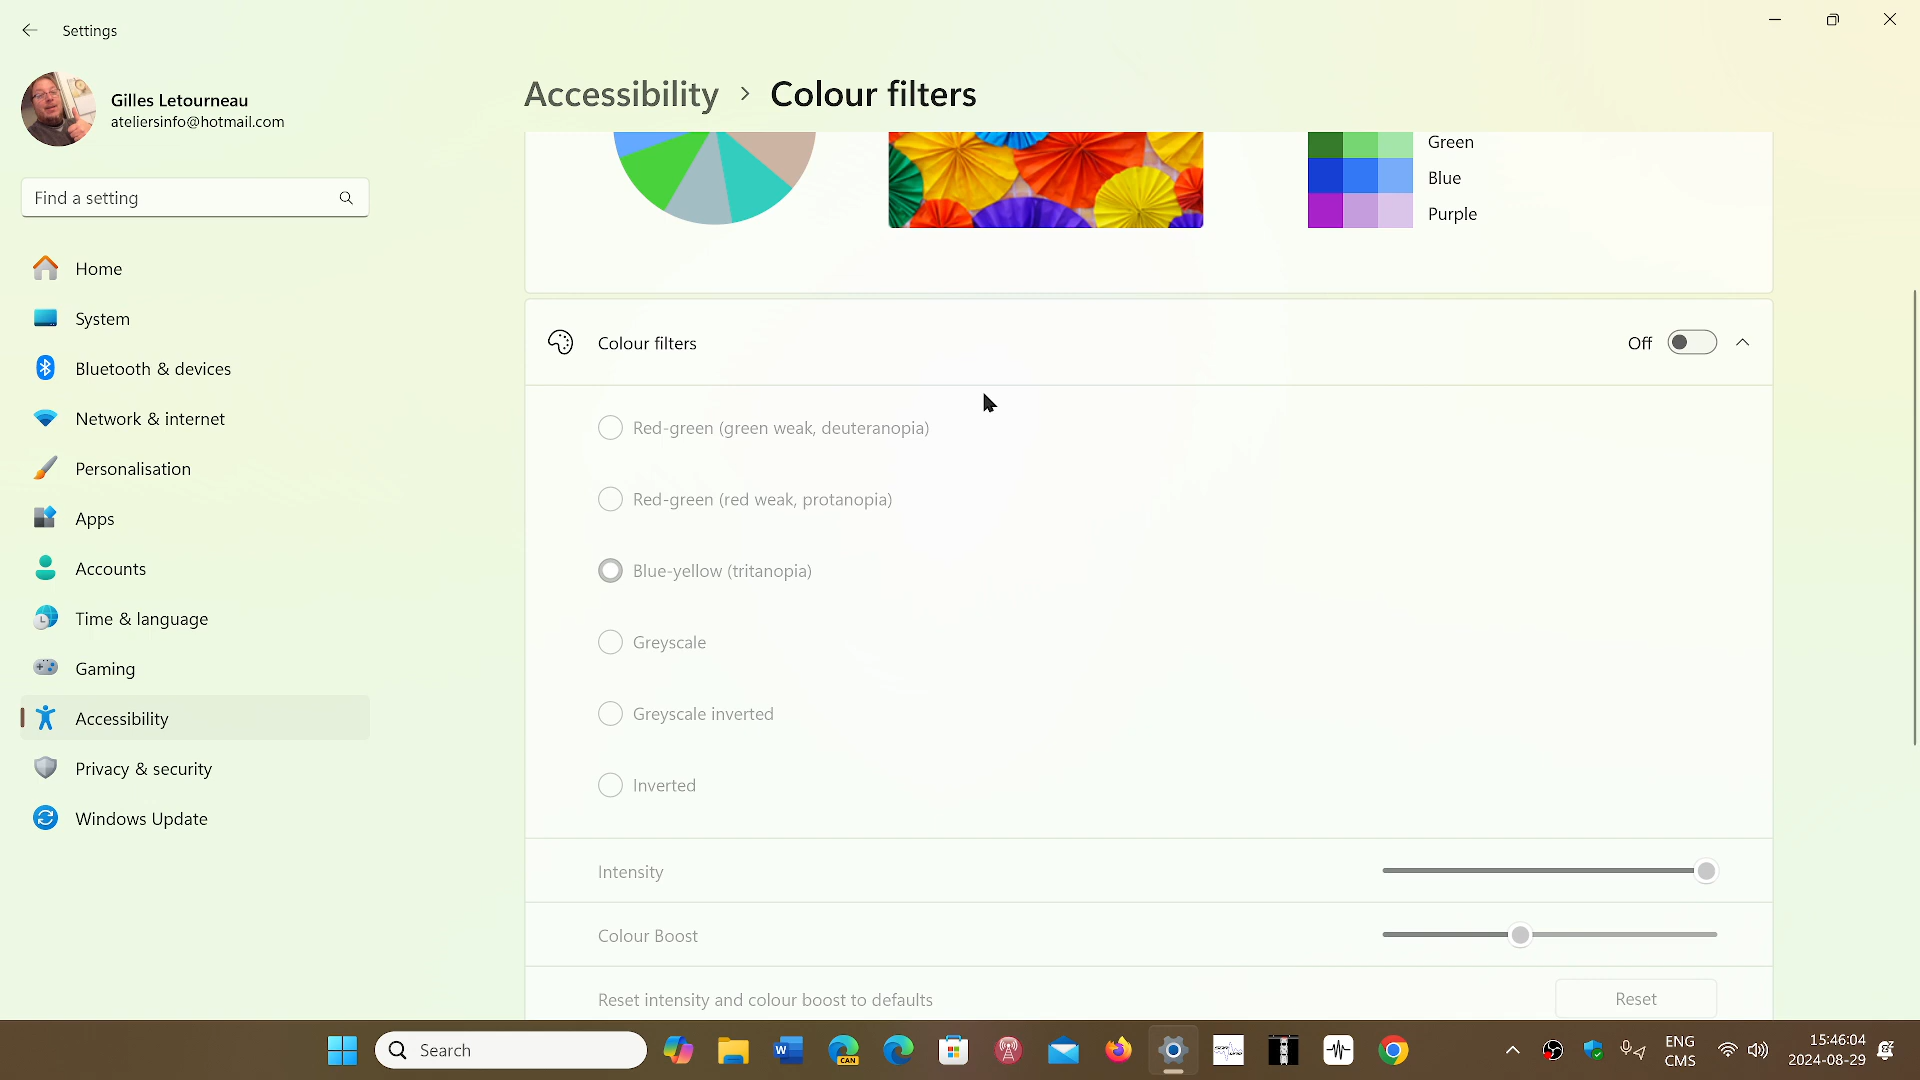 Settings
Gilles Letourneau
ateliersinfo@hotmail.com
Find a setting
Home
System
Bluetooth & devices
Network & internet
Personalisation
Apps
Accounts
Time & language
Gaming
Accessibility
Privacy & security
Windows Update
Accessibility > Colour filters
Green
Blue
Purple
Colour filters
Off
Red-green (green weak, deuteranopia)
Red-green (red weak, protanopia)
Blue-yellow (tritanopia)
Greyscale
Greyscale inverted
Inverted
Intensity
Colour Boost
Reset intensity and colour boost to defaults
Reset
Search
W
CAN
ENG
CMS
15:46:04
2024-08-29